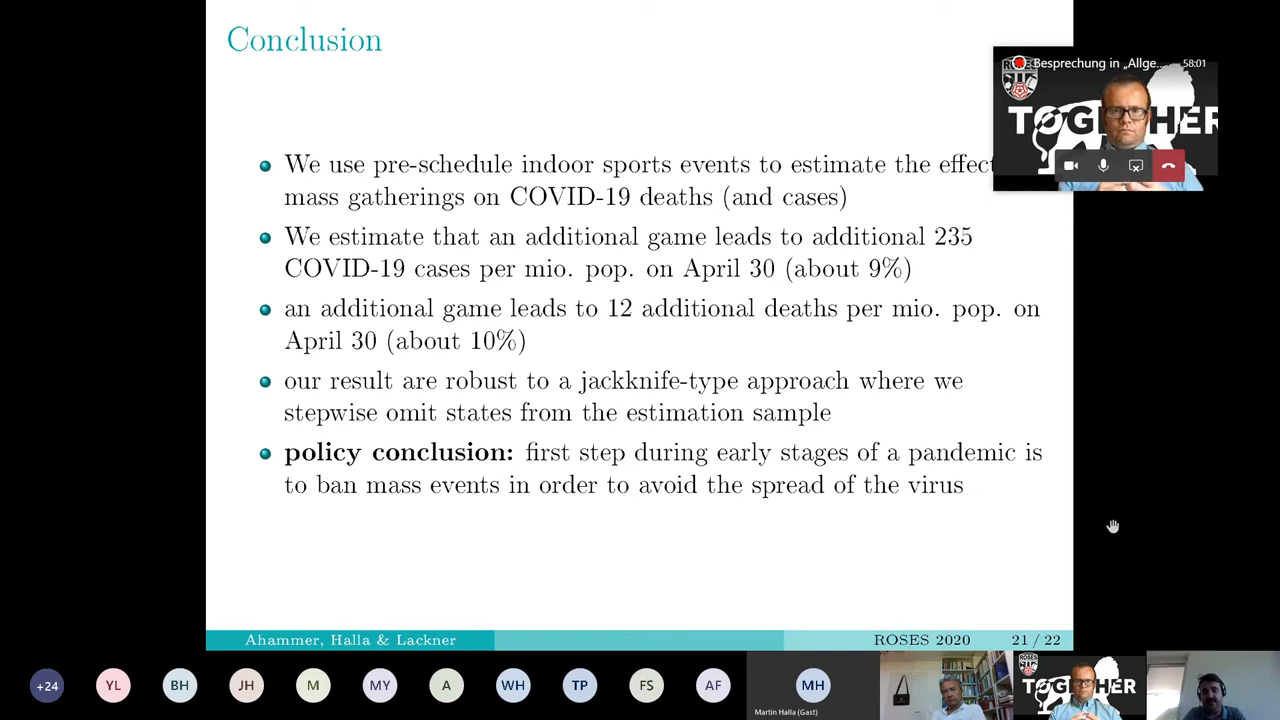 Conclusion
Besprechung in „Allge... 58:01
ROSES
TOGETHER
We use pre-schedule indoor sports events to estimate the effect
mass gatherings on COVID-19 deaths (and cases)
We estimate that an additional game leads to additional 235
COVID-19 cases per mio. pop. on April 30 (about 9%)
an additional game leads to 12 additional deaths per mio. pop. on
April 30 (about 10%)
our result are robust to a jackknife-type approach where we
stepwise omit states from the estimation sample
policy conclusion: first step during early stages of a pandemic is
to ban mass events in order to avoid the spread of the virus
Ahammer, Halla & Lackner ROSES 2020 21 / 22
+24 YL BH JH M MY A WH TP FS AF MH
Martin Halla (Gast)
TOGETHER